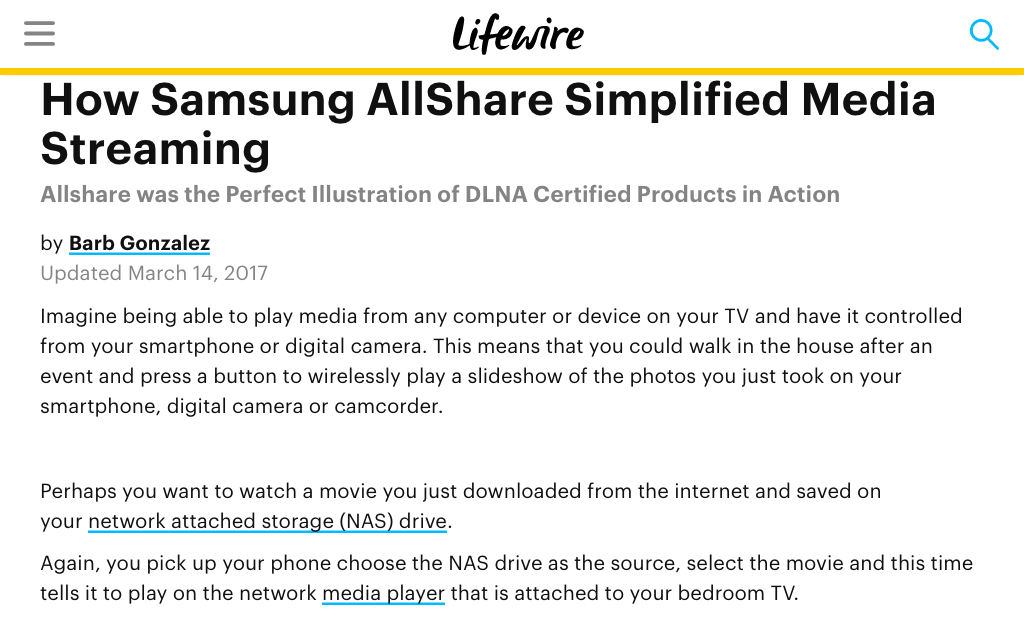 Lifewire
How Samsung AllShare Simplified Media
Streaming
Allshare was the Perfect Illustration of DLNA Certified Products in Action
by Barb Gonzalez
Updated March 14, 2017
Imagine being able to play media from any computer or device on your TV and have it controlled
from your smartphone or digital camera. This means that you could walk in the house after an
event and press a button to wirelessly play a slideshow of the photos you just took on your
smartphone, digital camera or camcorder.
Perhaps you want to watch a movie you just downloaded from the internet and saved on
your network attached storage (NAS) drive.
Again, you pick up your phone choose the NAS drive as the source, select the movie and this time
tells it to play on the network media player that is attached to your bedroom TV.